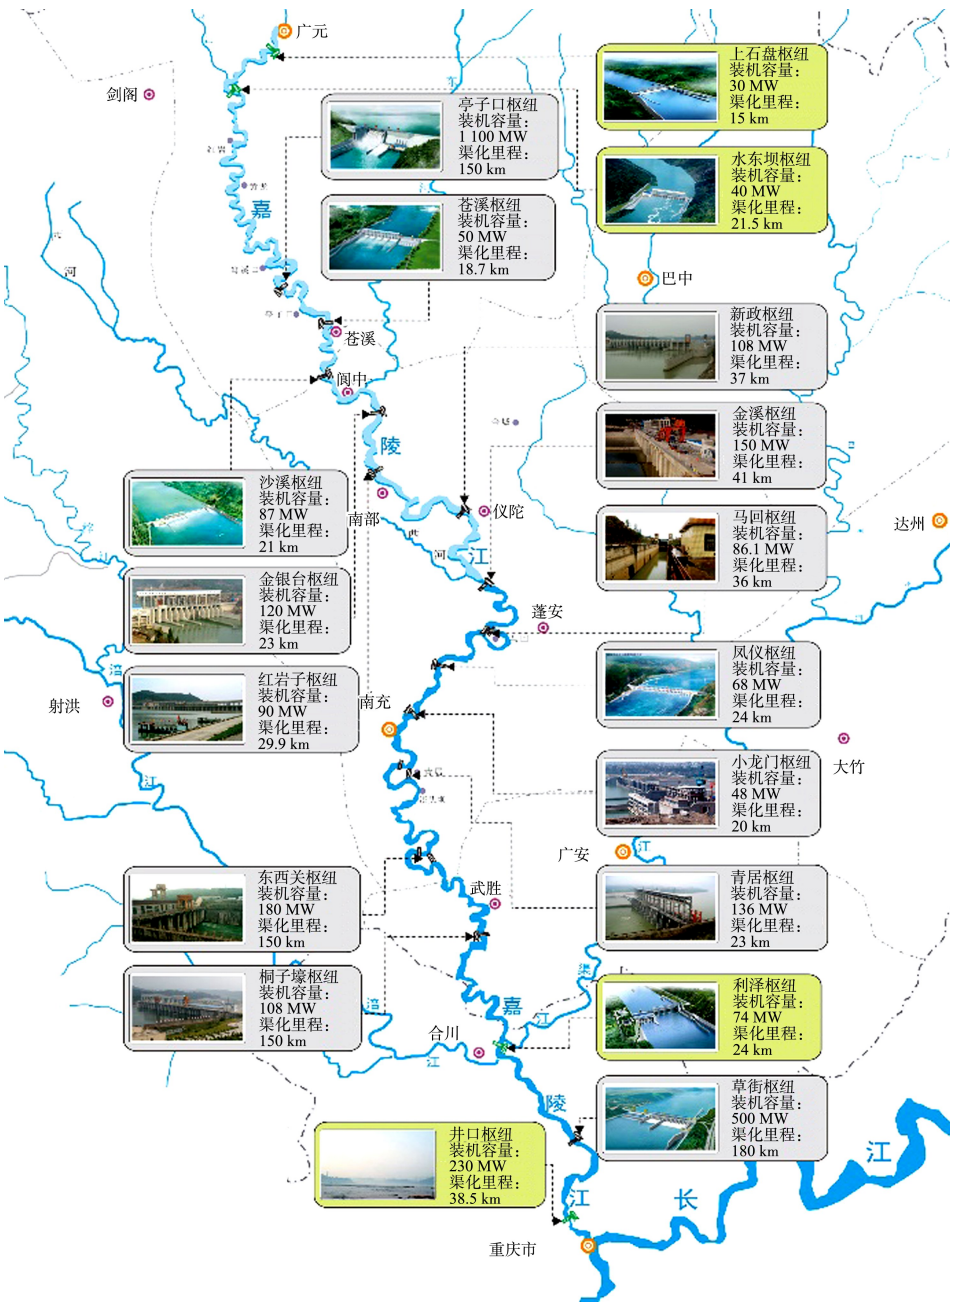 广元
上石盘枢纽
装机容量：
30 MW
渠化里程：
15 km
剑阁
亭子口枢纽
装机容量：
1 100 MW
渠化里程：
150 km
水东坝枢纽
装机容量：
40 MW
渠化里程：
21.5 km
嘉
苍溪枢纽
装机容量：
50 MW
渠化里程：
18.7 km
河
巴中
苍溪
新政枢纽
装机容量：
108 MW
渠化里程：
37 km
阆中
陵
金溪枢纽
装机容量：
150 MW
渠化里程：
41 km
沙溪枢纽
装机容量：
87 MW
渠化里程：
21 km
南部
仪陀
马回枢纽
装机容量：
86.1 MW
渠化里程：
36 km
达州
河
江
金银台枢纽
装机容量：
120 MW
渠化里程：
23 km
蓬安
涪
射洪
红岩子枢纽
装机容量：
90 MW
渠化里程：
29.9 km
南充
凤仪枢纽
装机容量：
68 MW
渠化里程：
24 km
江
小龙门枢纽
装机容量：
48 MW
渠化里程：
20 km
大竹
广安
江
东西关枢纽
装机容量：
180 MW
渠化里程：
150 km
武胜
青居枢纽
装机容量：
136 MW
渠化里程：
23 km
桐子壕枢纽
装机容量：
108 MW
渠化里程：
150 km
涪
渠
嘉
江
利泽枢纽
装机容量：
74 MW
渠化里程：
24 km
合川
江
陵
草街枢纽
装机容量：
500 MW
渠化里程：
180 km
井口枢纽
装机容量：
230 MW
渠化里程：
38.5 km
江
长
江
重庆市